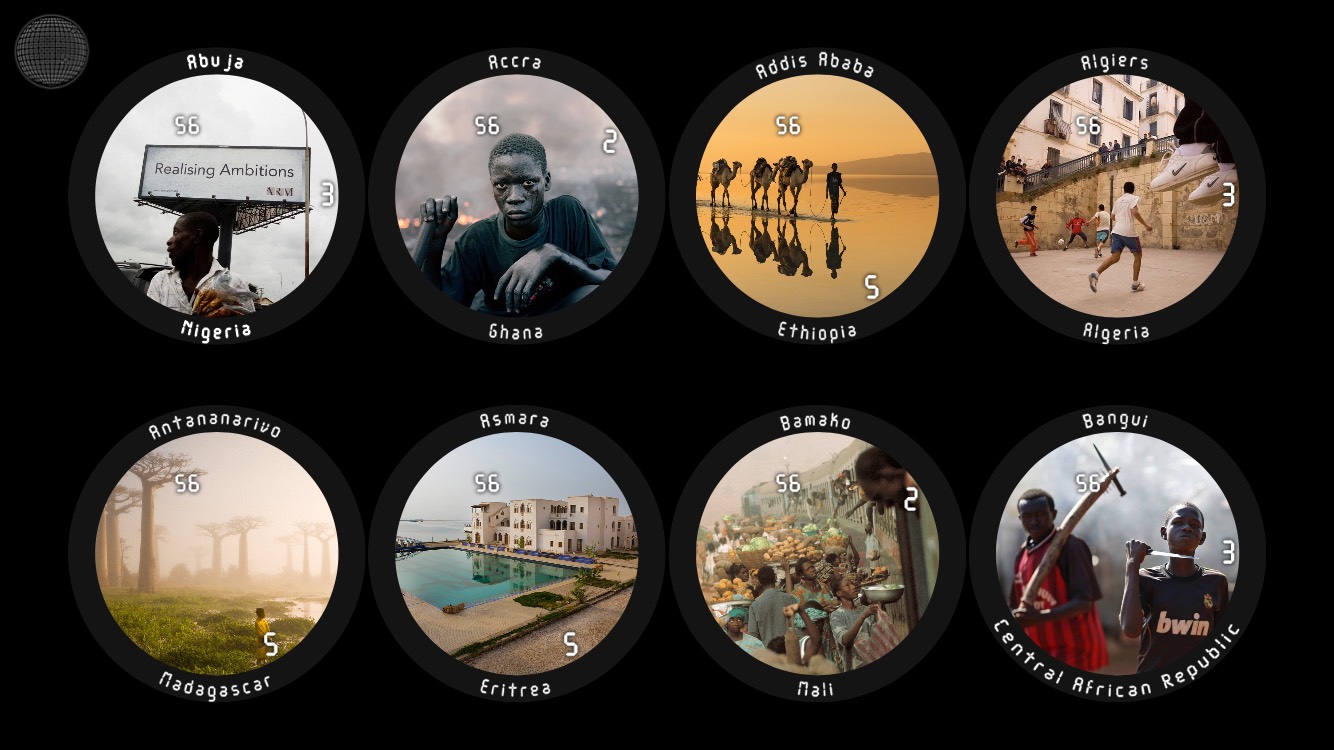 Abuja
56
Realising Ambitions
ARM
3
Nigeria
Accra
56
2
Ghana
Addis Ababa
56
5
Ethiopia
Algiers
56
3
Algeria
Antananarivo
56
5
Madagascar
Asmara
56
5
Eritrea
Bamako
56
2
Mali
Bangui
56
3
bwin
Central African Republic